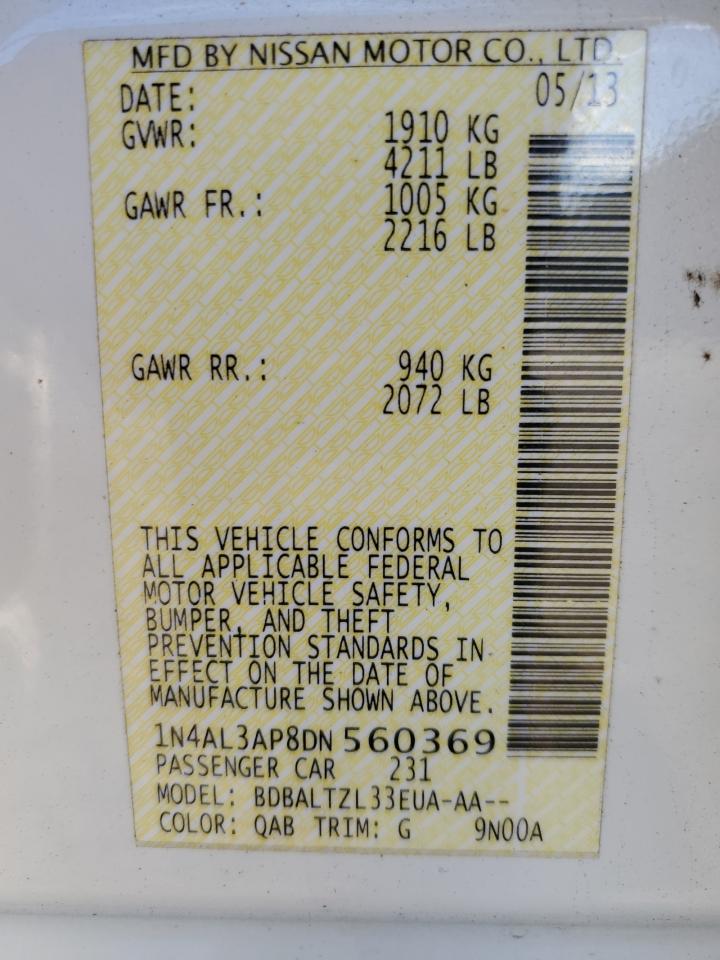 MFD BY NISSAN MOTOR CO., LTD.
DATE: 05/13
GVWR: 1910 KG
4211 LB
GAWR FR.: 1005 KG
2216 LB
GAWR RR.: 940 KG
2072 LB
THIS VEHICLE CONFORMS TO
ALL APPLICABLE FEDERAL
MOTOR VEHICLE SAFETY,
BUMPER, AND THEFT
PREVENTION STANDARDS IN
EFFECT ON THE DATE OF
MANUFACTURE SHOWN ABOVE.
1N4AL3AP8DN 560369
PASSENGER CAR 231
MODEL: BDBALTZL33EUA-AA--
COLOR: QAB TRIM: G 9N00A